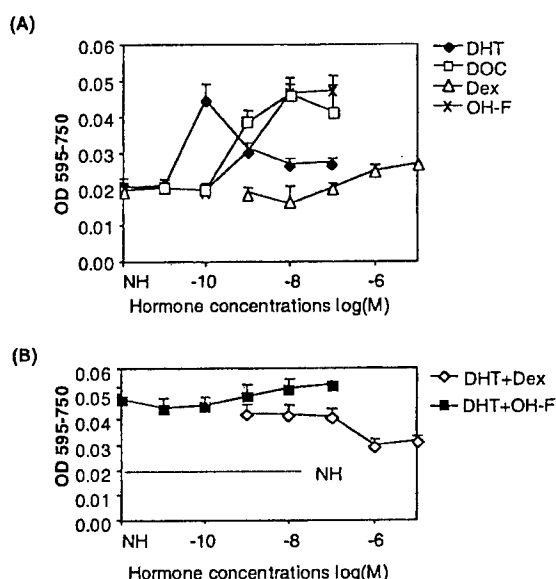 (A)
0.06
0.05
0.04
0.03
0.02
0.01
0.00
OD 595-750
NH
-10
-8
-6
Hormone concentrations log(M)
DHT
DOC
Dex
OH-F
(B)
0.06
0.05
0.04
0.03
0.02
0.01
0.00
OD 595-750
NH
NH
-10
-8
-6
Hormone concentrations log(M)
DHT+Dex
DHT+OH-F